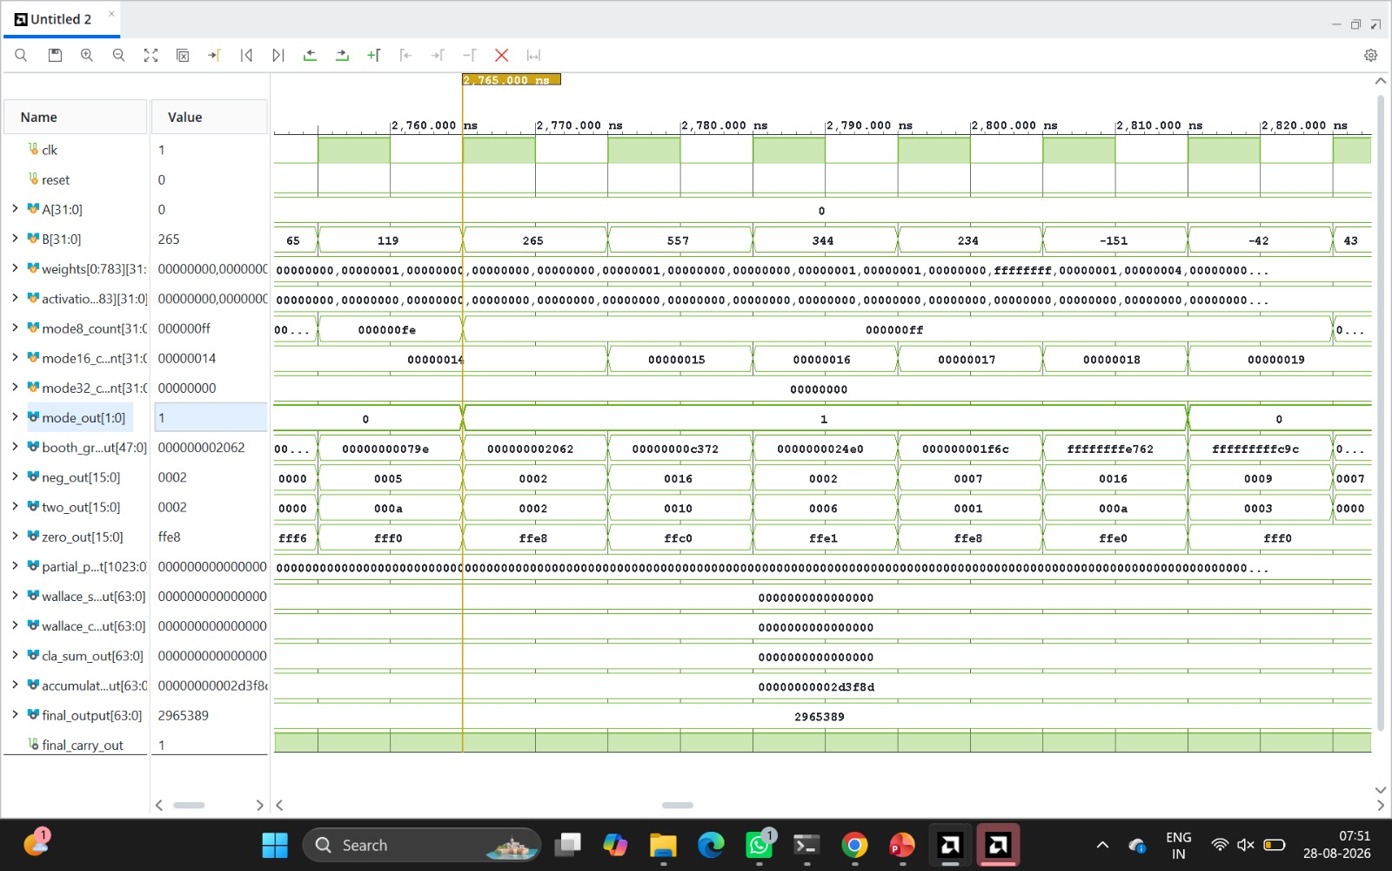 Untitled 2
2,765.000 ns
Name Value
2,760.000 ns 2,770.000 ns 2,780.000 ns 2,790.000 ns 2,800.000 ns 2,810.000 ns 2,820.000 ns
clk 1
reset 0
A[31:0] 0 0
B[31:0] 265 65 119 265 557 344 234 -151 -42 43
weights[0:783][31: 00000000,0000000 00000000,00000001,00000000,00000000,00000000,00000001,00000000,00000000,00000001,00000001,00000000,ffffffff,00000001,00000004,00000000...
activatio...83][31:0] 00000000,0000000 00000000,00000000,00000000,00000000,00000000,00000000,00000000,00000000,00000000,00000000,00000000,00000000,00000000,00000000,00000000...
mode8_count[31:0 000000ff 00... 000000fe 000000ff 0...
mode16_c...nt[31:0 00000014 00000014 00000015 00000016 00000017 00000018 00000019
mode32_c...nt[31:0 00000000 00000000
mode_out[1:0] 1 0 1 0
booth_gr...ut[47:0] 000000002062 00... 00000000079e 000000002062 00000000c372 0000000024e0 000000001f6c ffffffffe762 fffffffffc9c 0...
neg_out[15:0] 0002 0000 0005 0002 0016 0002 0007 0016 0009 0007
two_out[15:0] 0002 0000 000a 0002 0010 0006 0001 000a 0003 0000
zero_out[15:0] ffe8 fff6 fff0 ffe8 ffc0 ffe1 ffe8 ffe0 fff0
partial_p...t[1023:0
wallace_s...ut[63:0] 0000000000000000
wallace_c...ut[63:0] 0000000000000000
cla_sum_out[63:0] 0000000000000000
accumulat...ut[63:0 00000000002d3f8d
final_output[63:0] 2965389 2965389
final_carry_out 1
1 Search 1 ENG IN 07:51 28-08-2026